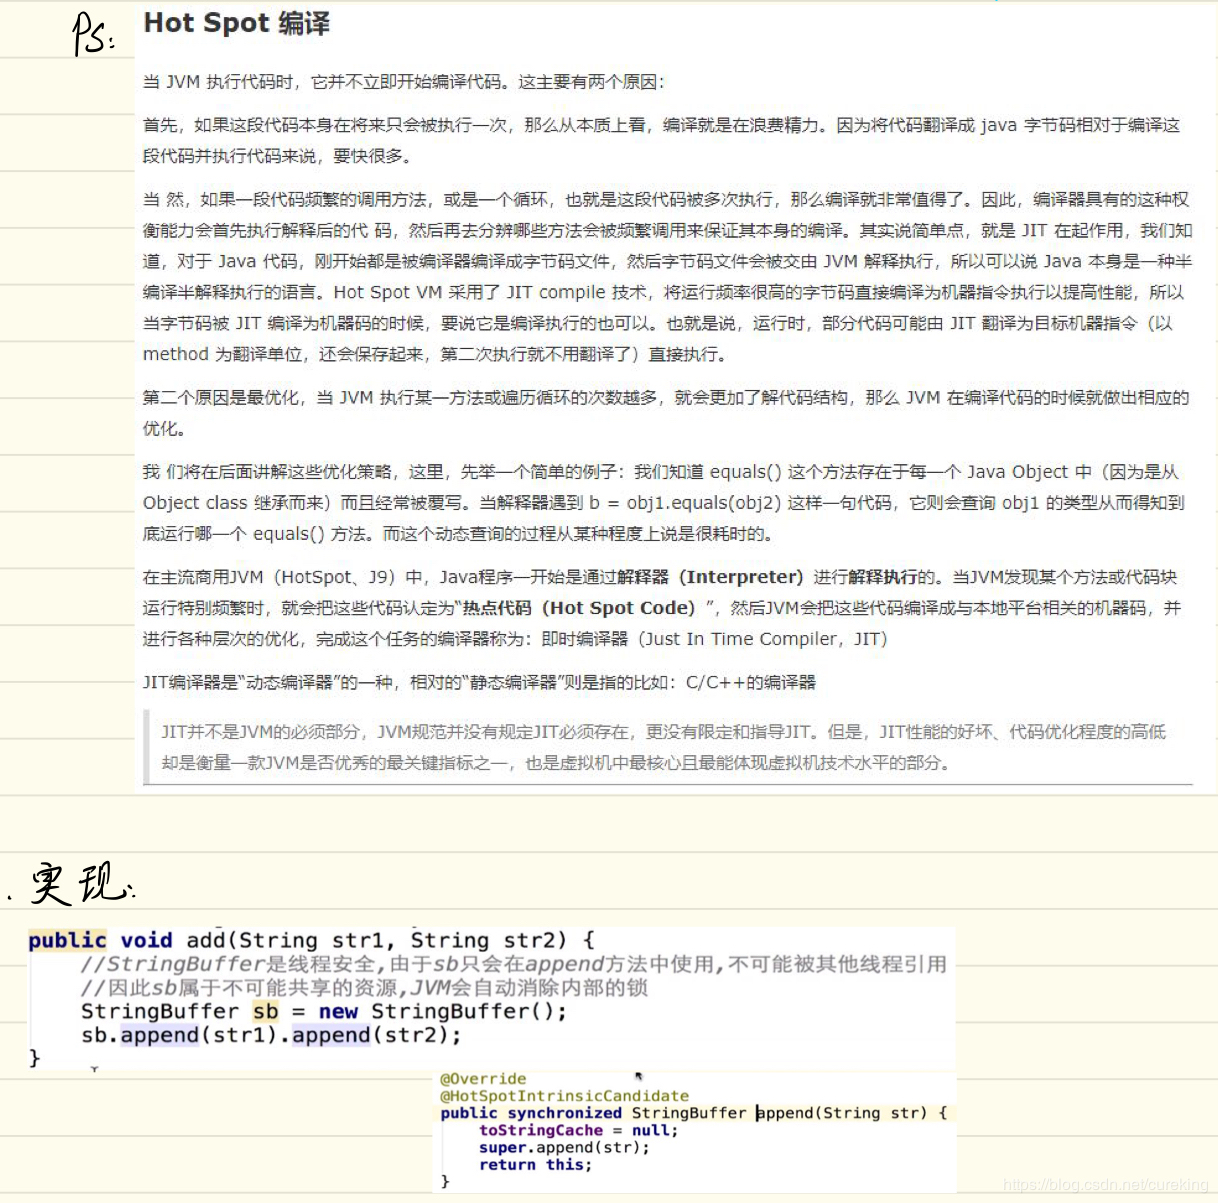 PS:
Hot Spot 编译
当 JVM 执行代码时，它并不立即开始编译代码。这主要有两个原因：
首先，如果这段代码本身在将来只会被执行一次，那么从本质上看，编译就是在浪费精力。因为将代码翻译成 java 字节码相对于编译这
段代码并执行代码来说，要快很多。
当 然，如果一段代码频繁的调用方法，或是一个循环，也就是这段代码被多次执行，那么编译就非常值得了。因此，编译器具有的这种权
衡能力会首先执行解释后的代 码，然后再去分辨哪些方法会被频繁调用来保证其本身的编译。其实说简单点，就是 JIT 在起作用，我们知
道，对于 Java 代码，刚开始都是被编译器编译成字节码文件，然后字节码文件会被交由 JVM 解释执行，所以可以说 Java 本身是一种半
编译半解释执行的语言。Hot Spot VM 采用了 JIT compile 技术，将运行频率很高的字节码直接编译为机器指令执行以提高性能，所以
当字节码被 JIT 编译为机器码的时候，要说它是编译执行的也可以。也就是说，运行时，部分代码可能由 JIT 翻译为目标机器指令（以
method 为翻译单位，还会保存起来，第二次执行就不用翻译了）直接执行。
第二个原因是最优化，当 JVM 执行某一方法或遍历循环的次数越多，就会更加了解代码结构，那么 JVM 在编译代码的时候就做出相应的
优化。
我 们将在后面讲解这些优化策略，这里，先举一个简单的例子：我们知道 equals() 这个方法存在于每一个 Java Object 中（因为是从
Object class 继承而来）而且经常被覆写。当解释器遇到 b = obj1.equals(obj2) 这样一句代码，它则会查询 obj1 的类型从而得知到
底运行哪一个 equals() 方法。而这个动态查询的过程从某种程度上说是很耗时的。
在主流商用JVM（HotSpot、J9）中，Java程序一开始是通过解释器（Interpreter）进行解释执行的。当JVM发现某个方法或代码块
运行特别频繁时，就会把这些代码认定为“热点代码（Hot Spot Code）”，然后JVM会把这些代码编译成与本地平台相关的机器码，并
进行各种层次的优化，完成这个任务的编译器称为：即时编译器（Just In Time Compiler，JIT）
JIT编译器是“动态编译器”的一种，相对的“静态编译器”则是指的比如：C/C++的编译器
JIT并不是JVM的必须部分，JVM规范并没有规定JIT必须存在，更没有限定和指导JIT。但是，JIT性能的好坏、代码优化程度的高低
却是衡量一款JVM是否优秀的最关键指标之一，也是虚拟机中最核心且最能体现虚拟机技术水平的部分。
. 实现:
public void add(String str1, String str2) {
//StringBuffer是线程安全,由于sb只会在append方法中使用,不可能被其他线程引用
//因此sb属于不可能共享的资源,JVM会自动消除内部的锁
StringBuffer sb = new StringBuffer();
sb.append(str1).append(str2);
}
@Override
@HotSpotIntrinsicCandidate
public synchronized StringBuffer append(String str) {
toStringCache = null;
super.append(str);
return this;
}
https://blog.csdn.net/cureking